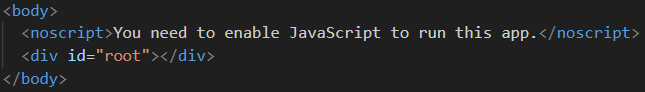 <body>
<noscript>You need to enable JavaScript to run this app.</noscript>
<div id="root"></div>
</body>